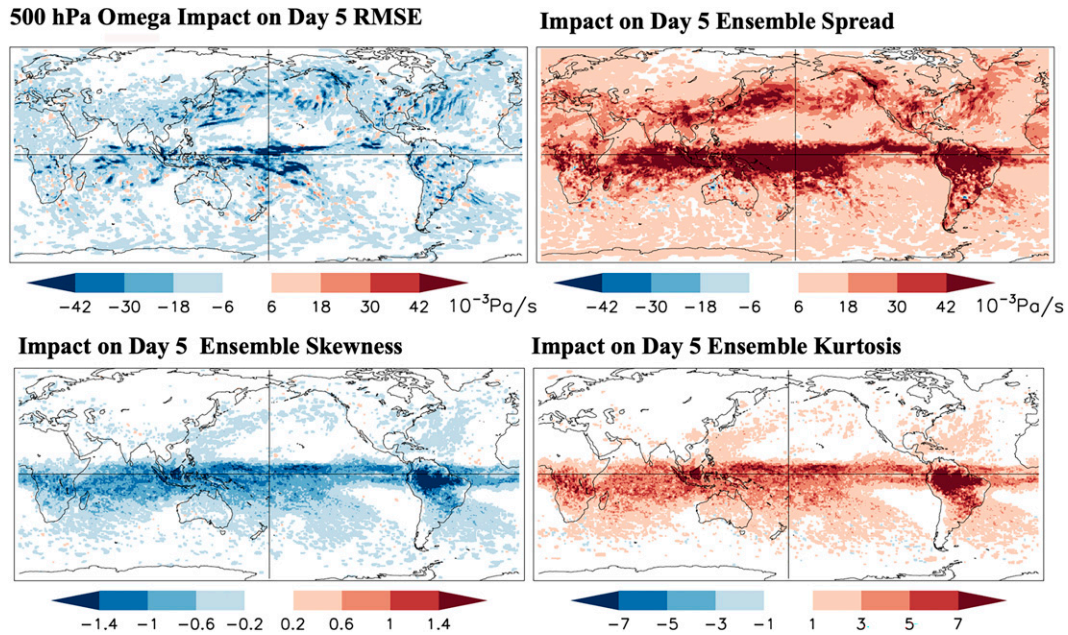 500 hPa Omega Impact on Day 5 RMSE
Impact on Day 5 Ensemble Spread
−42 −30 −18 −6 6 18 30 42 10⁻³Pa/s
−42 −30 −18 −6 6 18 30 42 10⁻³Pa/s
Impact on Day 5 Ensemble Skewness
Impact on Day 5 Ensemble Kurtosis
−1.4 −1 −0.6 −0.2 0.2 0.6 1 1.4
−7 −5 −3 −1 1 3 5 7